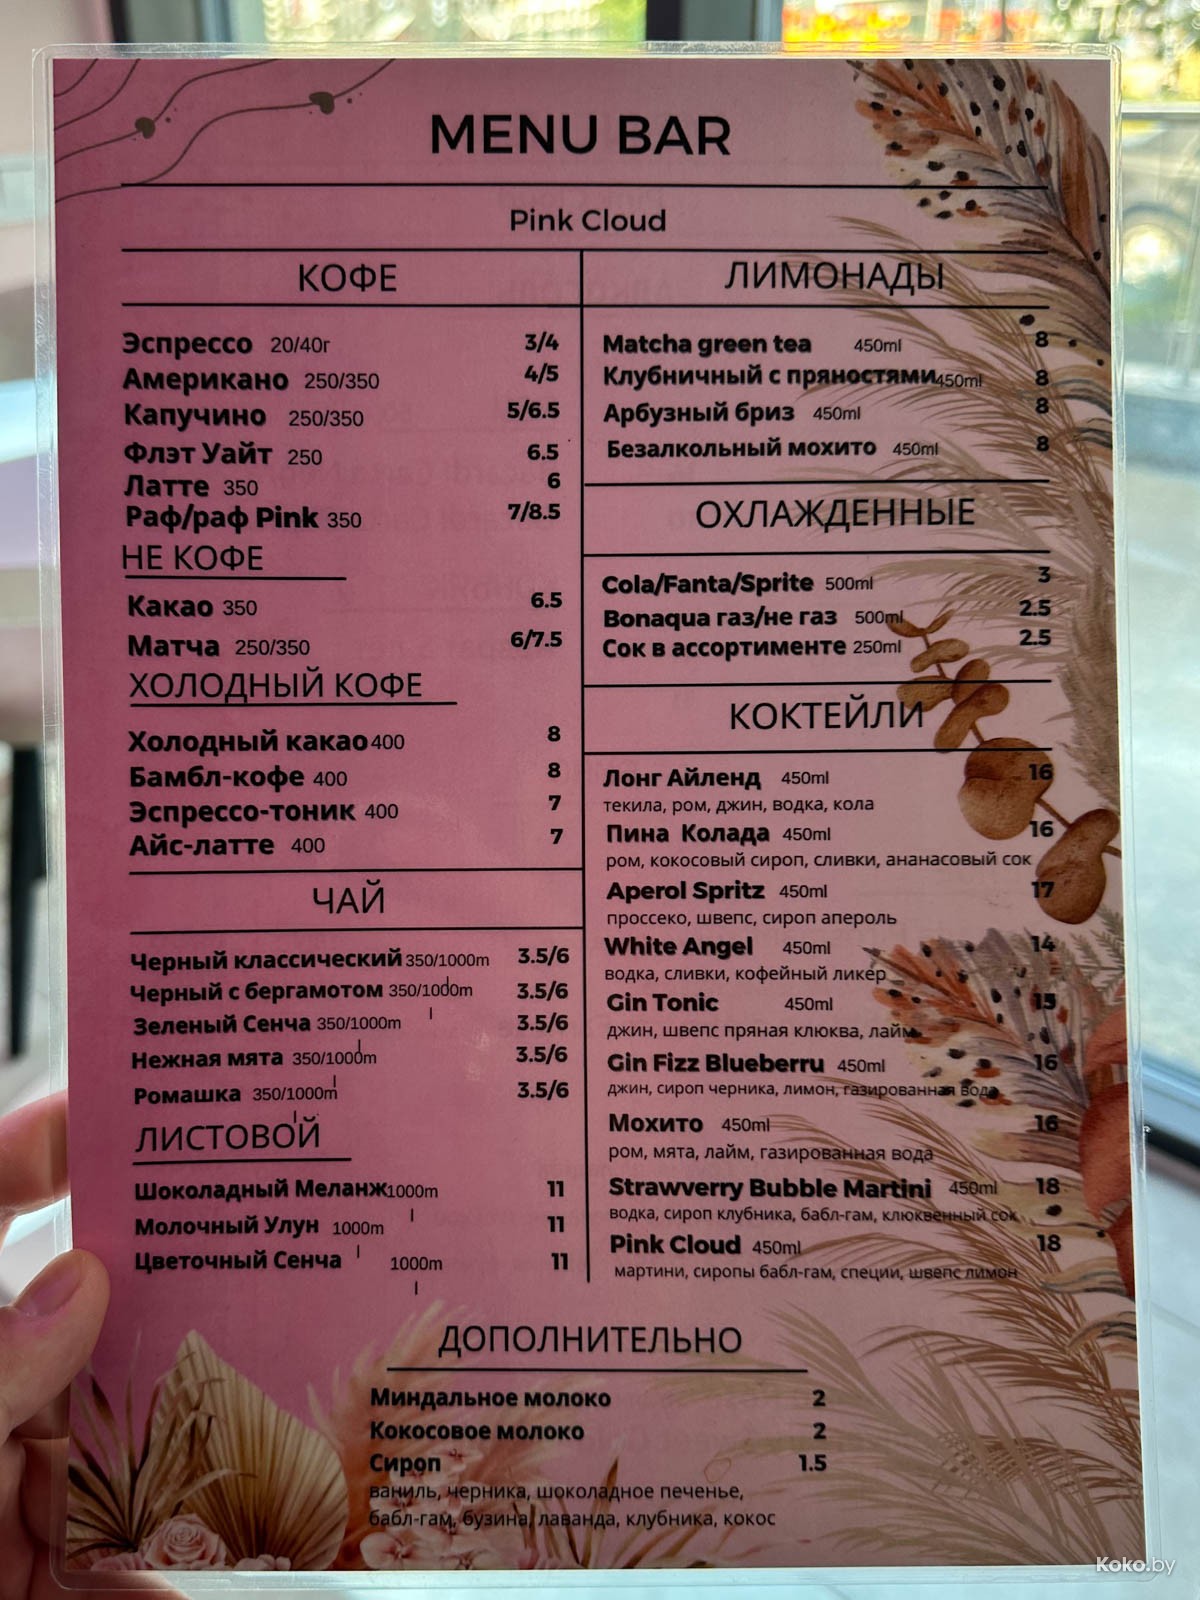 MENU BAR
Pink Cloud
КОФЕ
Эспрессо 20/40г 3/4
Американо 250/350 4/5
Капучино 250/350 5/6.5
Флэт Уайт 250 6.5
Латте 350 6
Раф/раф Pink 350 7/8.5
НЕ КОФЕ
Какао 350 6.5
Матча 250/350 6/7.5
ХОЛОДНЫЙ КОФЕ
Холодный какао 400 8
Бамбл-кофе 400 8
Эспрессо-тоник 400 7
Айс-латте 400 7
ЧАЙ
Черный классический 350/1000m 3.5/6
l
Черный с бергамотом 350/1000m 3.5/6
l
Зеленый Сенча 350/1000m 3.5/6
l
Нежная мята 350/1000m 3.5/6
l
Ромашка 350/1000m 3.5/6
l
ЛИСТОВОЙ
Шоколадный Меланж 1000m 11
l
Молочный Улун 1000m 11
l
Цветочный Сенча 1000m 11
l
ЛИМОНАДЫ
Matcha green tea 450ml 8
Клубничный с пряностями 450ml 8
Арбузный бриз 450ml 8
Безалкольный мохито 450ml 8
ОХЛАЖДЕННЫЕ
Cola/Fanta/Sprite 500ml 3
Bonaqua газ/не газ 500ml 2.5
Сок в ассортименте 250ml 2.5
КОКТЕЙЛИ
Лонг Айленд 450ml 16
текила, ром, джин, водка, кола
Пина Колада 450ml 16
ром, кокосовый сироп, сливки, ананасовый сок
Aperol Spritz 450ml 17
проссеко, швепс, сироп апероль
White Angel 450ml 14
водка, сливки, кофейный ликер
Gin Tonic 450ml 15
джин, швепс пряная клюква, лайм
Gin Fizz Blueberru 450ml 16
джин, сироп черника, лимон, газированная вода
Мохито 450ml 16
ром, мята, лайм, газированная вода
Strawverry Bubble Martini 450ml 18
водка, сироп клубника, бабл-гам, клюквенный сок
Pink Cloud 450ml 18
мартини, сиропы бабл-гам, специи, швепс лимон
ДОПОЛНИТЕЛЬНО
Миндальное молоко 2
Кокосовое молоко 2
Сироп 1.5
ваниль, черника, шоколадное печенье,
бабл-гам, бузина, лаванда, клубника, кокос
Koko.by